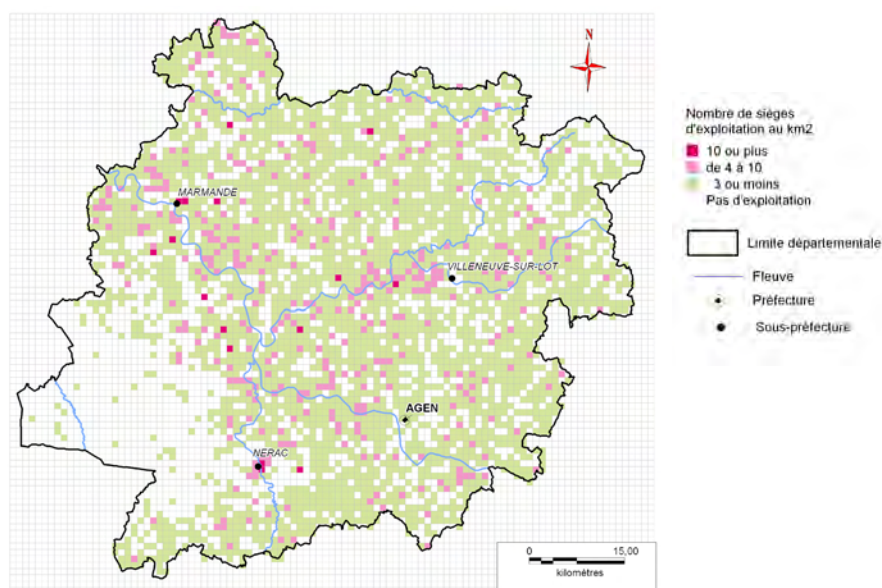 N
Nombre de sièges
d'exploitation au km2
10 ou plus
de 4 à 10
3 ou moins
Pas d'exploitation
MARMANDE
Limite départementale
VILLENEUVE-SUR-LOT
Fleuve
Préfecture
Sous-préfecture
AGEN
NERAC
0 15,00
kilomètres